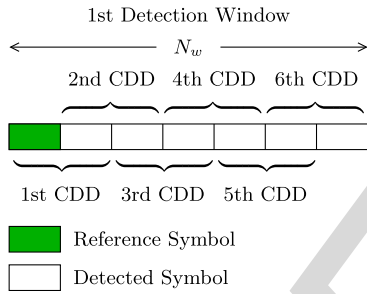 1st Detection Window
N_w
2nd CDD 4th CDD 6th CDD
1st CDD 3rd CDD 5th CDD
Reference Symbol
Detected Symbol